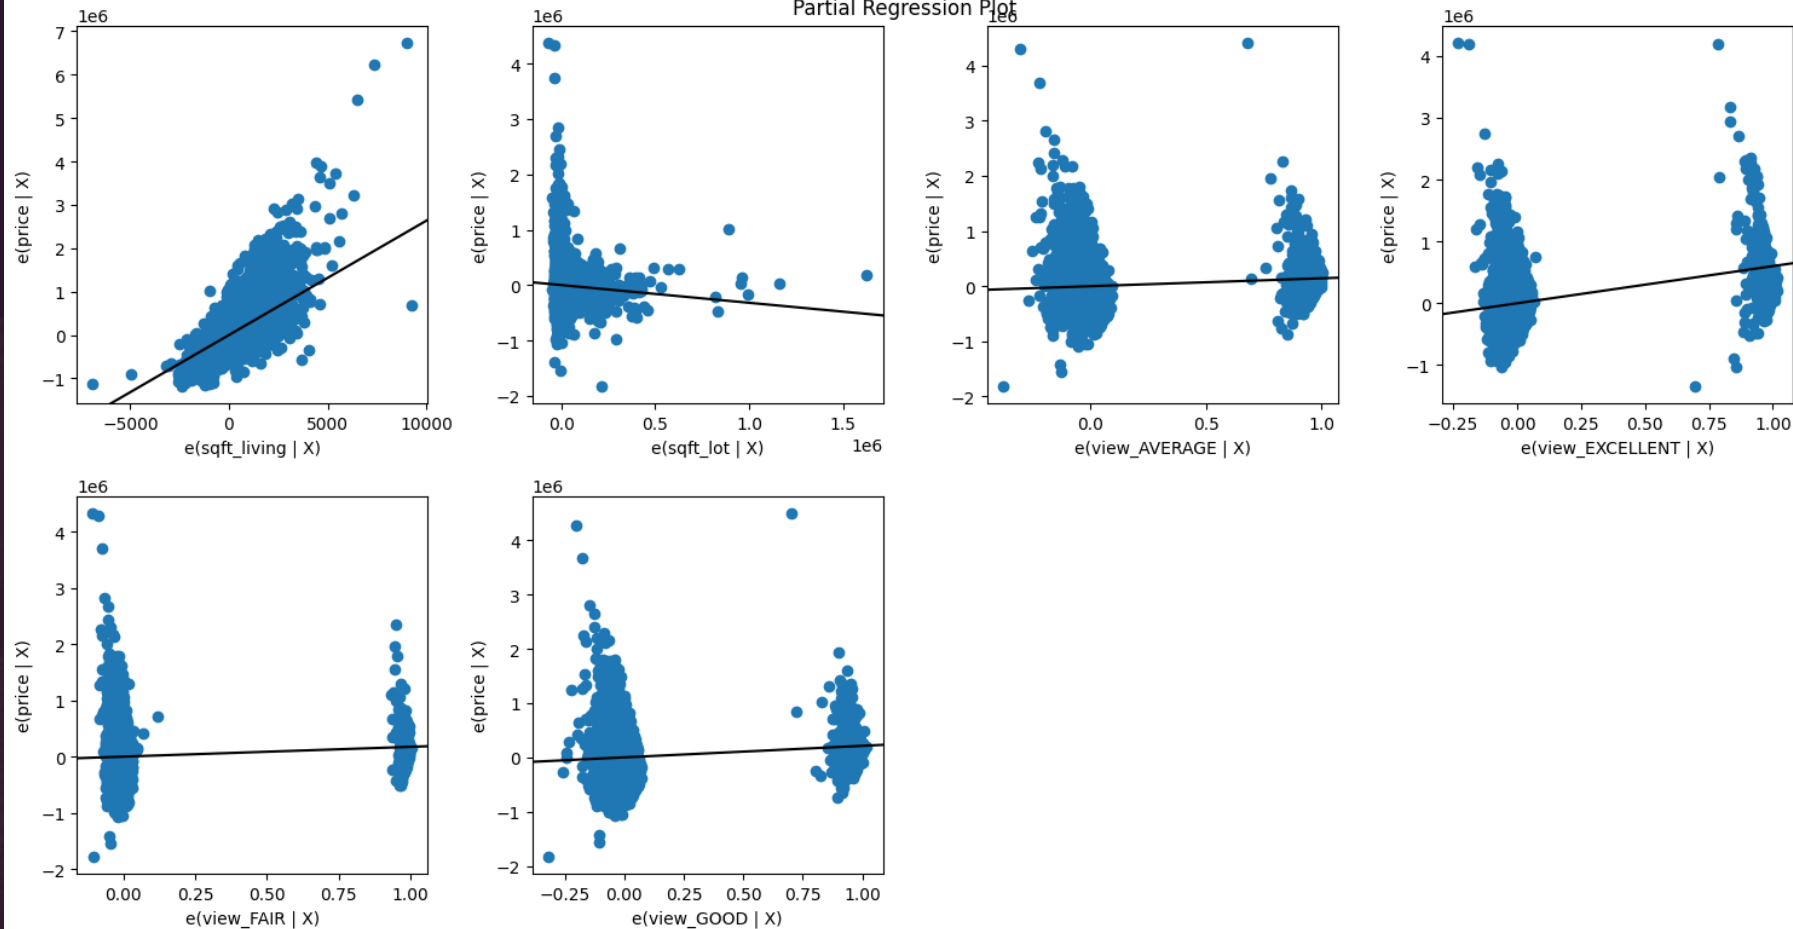 Partial Regression Plot
1e6
7
6
5
4
3
2
1
0
−1
e(price | X)
−5000 0 5000 10000
e(sqft_living | X)
1e6
4
3
2
1
0
−1
−2
e(price | X)
0.0 0.5 1.0 1.5
1e6
e(sqft_lot | X)
1e6
4
3
2
1
0
−1
−2
e(price | X)
0.0 0.5 1.0
e(view_AVERAGE | X)
1e6
4
3
2
1
0
−1
e(price | X)
−0.25 0.00 0.25 0.50 0.75 1.00
e(view_EXCELLENT | X)
1e6
4
3
2
1
0
−1
−2
e(price | X)
0.00 0.25 0.50 0.75 1.00
e(view_FAIR | X)
1e6
4
3
2
1
0
−1
−2
e(price | X)
−0.25 0.00 0.25 0.50 0.75 1.00
e(view_GOOD | X)